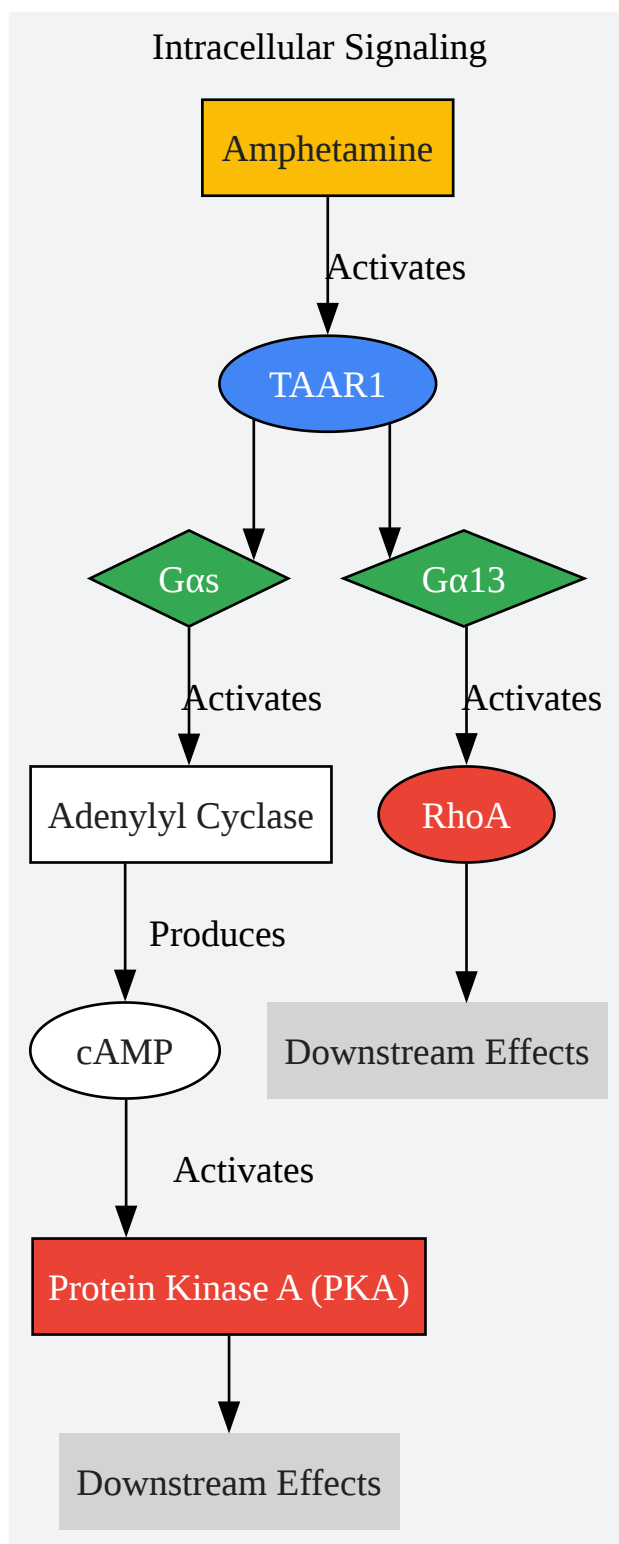 Intracellular Signaling
Amphetamine
Activates
TAAR1
Gαs
Gα13
Activates
Activates
Adenylyl Cyclase
RhoA
Produces
cAMP
Downstream Effects
Activates
Protein Kinase A (PKA)
Downstream Effects